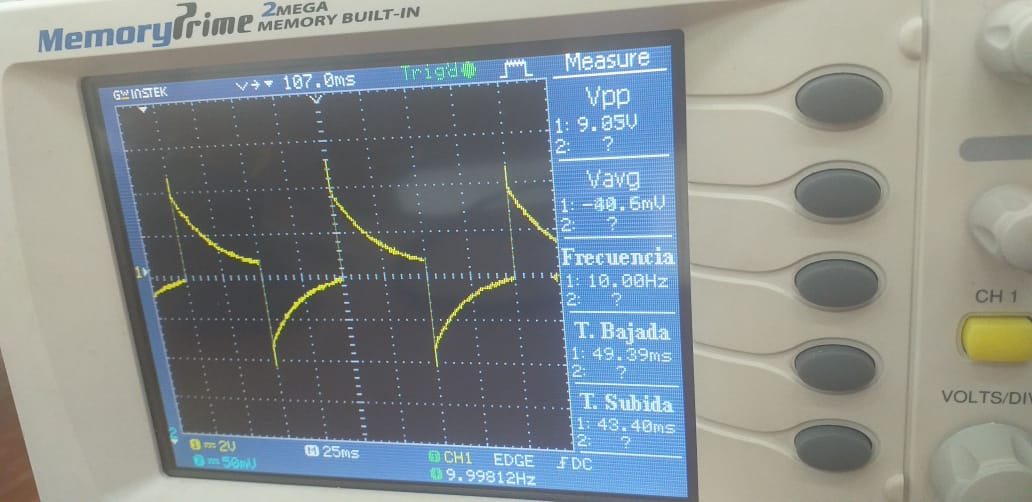 MemoryPrime 2MEGA MEMORY BUILT-IN
GW INSTEK 107.0ms Trig'd
Measure
Vpp
1: 9.05V
2: ?
Vavg
1: -40.6mV
2: ?
Frecuencia
1: 10.00Hz
2: ?
T. Bajada
1: 49.39ms
2: ?
T. Subida
1: 43.40ms
2: ?
1
2
1 2V M 25ms CH1 EDGE DC
2 50mV 9.99812Hz
CH 1
VOLTS/DIV